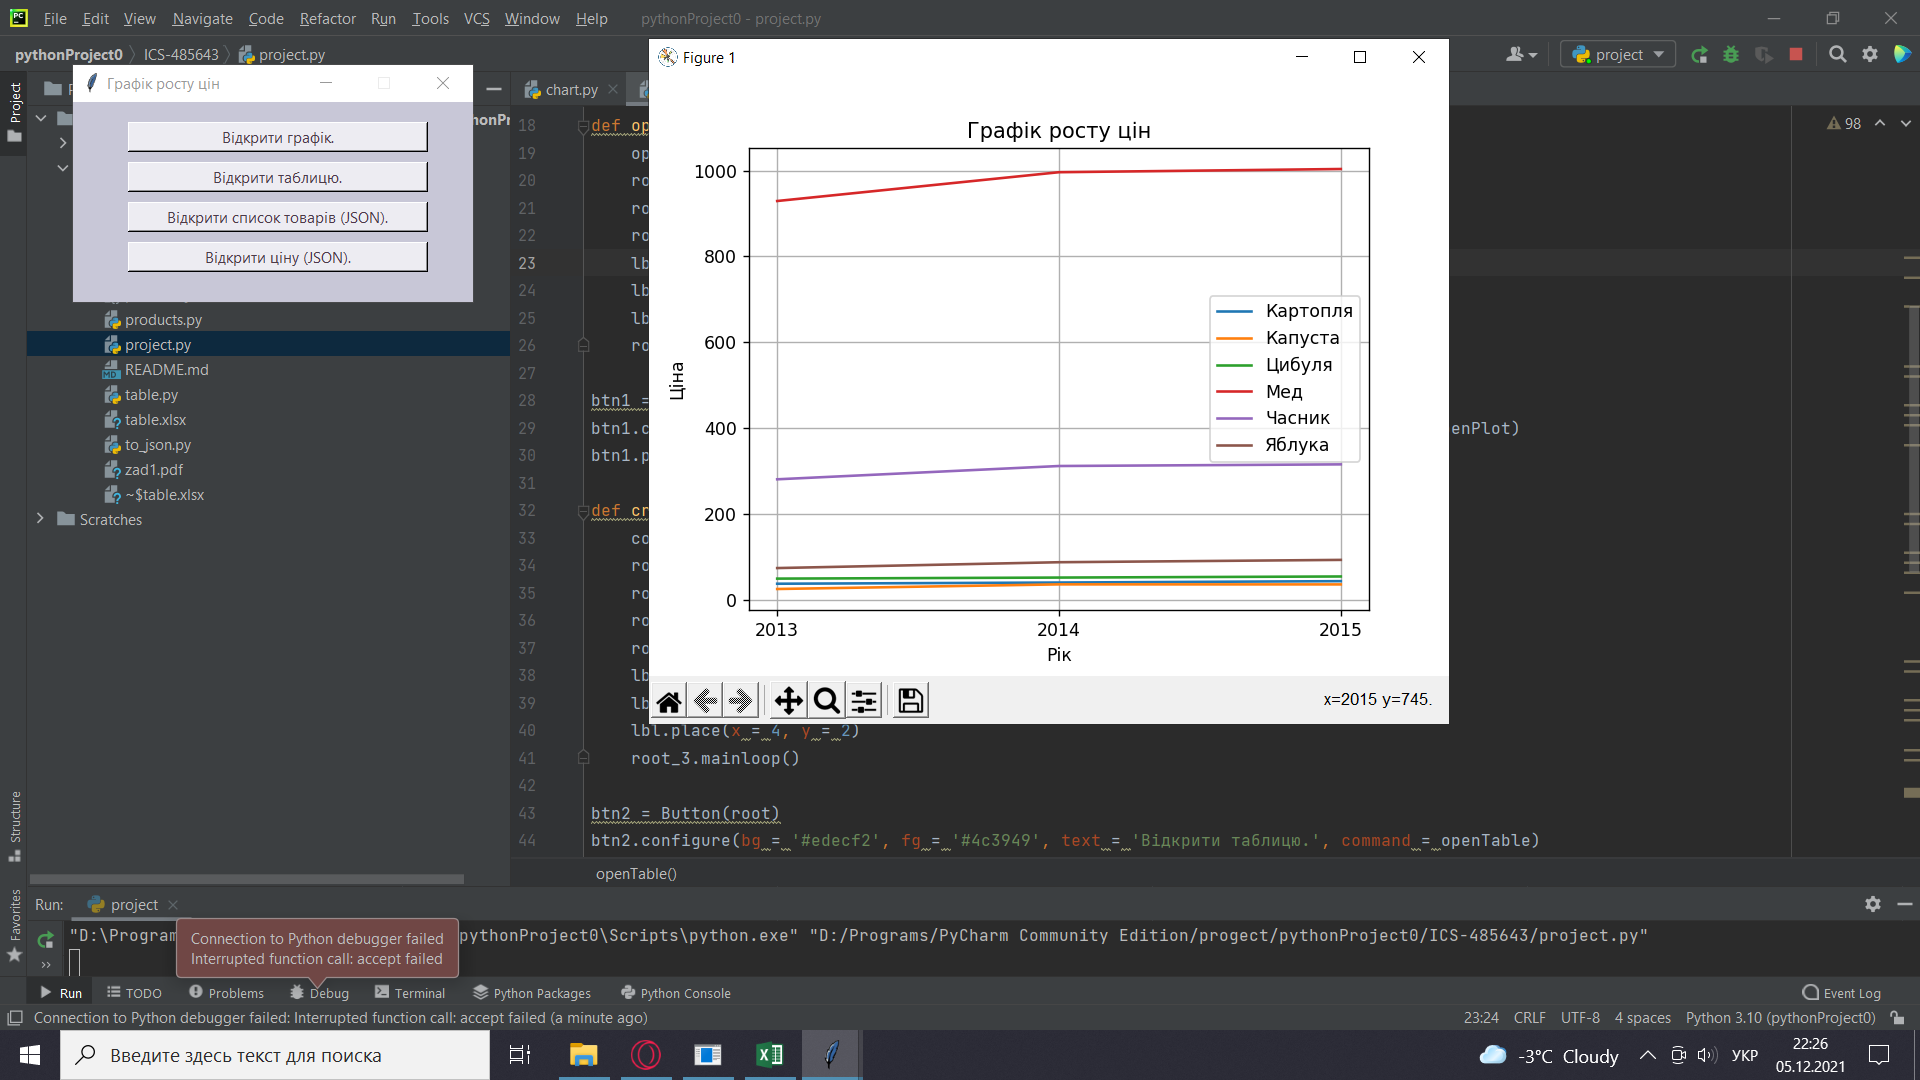 File Edit View Navigate Code Refactor Run Tools VCS Window Help pythonProject0 - project.py
pythonProject0 ICS-485643 project.py
project
Project
Графік росту цін
Відкрити графік.
Відкрити таблицю.
Відкрити список товарів (JSON).
Відкрити ціну (JSON).
products.py
project.py
README.md
table.py
table.xlsx
to_json.py
zad1.pdf
~$table.xlsx
Scratches
chart.py
98
18 def op
19 op
20 ro
21 ro
22 ro
23 lb
24 lb
25 lb
26 ro
27
28 btn1 =
29 btn1.c enPlot)
30 btn1.p
31
32 def cr
33 co
34 ro
35 ro
36 ro
37 ro
38 lb
39 lb
40 lbl.place(x = 4, y = 2)
41 root_3.mainloop()
42
43 btn2 = Button(root)
44 btn2.configure(bg = '#edecf2', fg = '#4c3949', text = 'Відкрити таблицю.', command = openTable)
openTable()
Figure 1
Графік росту цін
1000
800
600
400
200
0
Ціна
2013 2014 2015
Рік
Картопля
Капуста
Цибуля
Мед
Часник
Яблука
x=2015 y=745.
Structure
Favorites
Run: project
"D:\Program pythonProject0\Scripts\python.exe" "D:/Programs/PyCharm Community Edition/progect/pythonProject0/ICS-485643/project.py"
Connection to Python debugger failed
Interrupted function call: accept failed
Run TODO Problems Debug Terminal Python Packages Python Console Event Log
Connection to Python debugger failed: Interrupted function call: accept failed (a minute ago) 23:24 CRLF UTF-8 4 spaces Python 3.10 (pythonProject0)
Введите здесь текст для поиска
-3°C Cloudy
УКР
22:26
05.12.2021